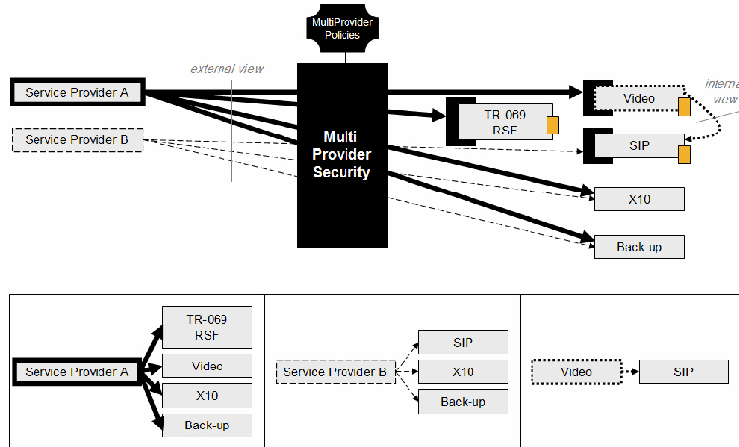 MultiProvider
Policies
external view
Service Provider A
Service Provider B
Multi
Provider
Security
Video
TR-069
RSF
SIP
X10
Back-up
view
Service Provider A
TR-069
RSF
Video
X10
Back-up
Service Provider B
SIP
X10
Back-up
Video
SIP